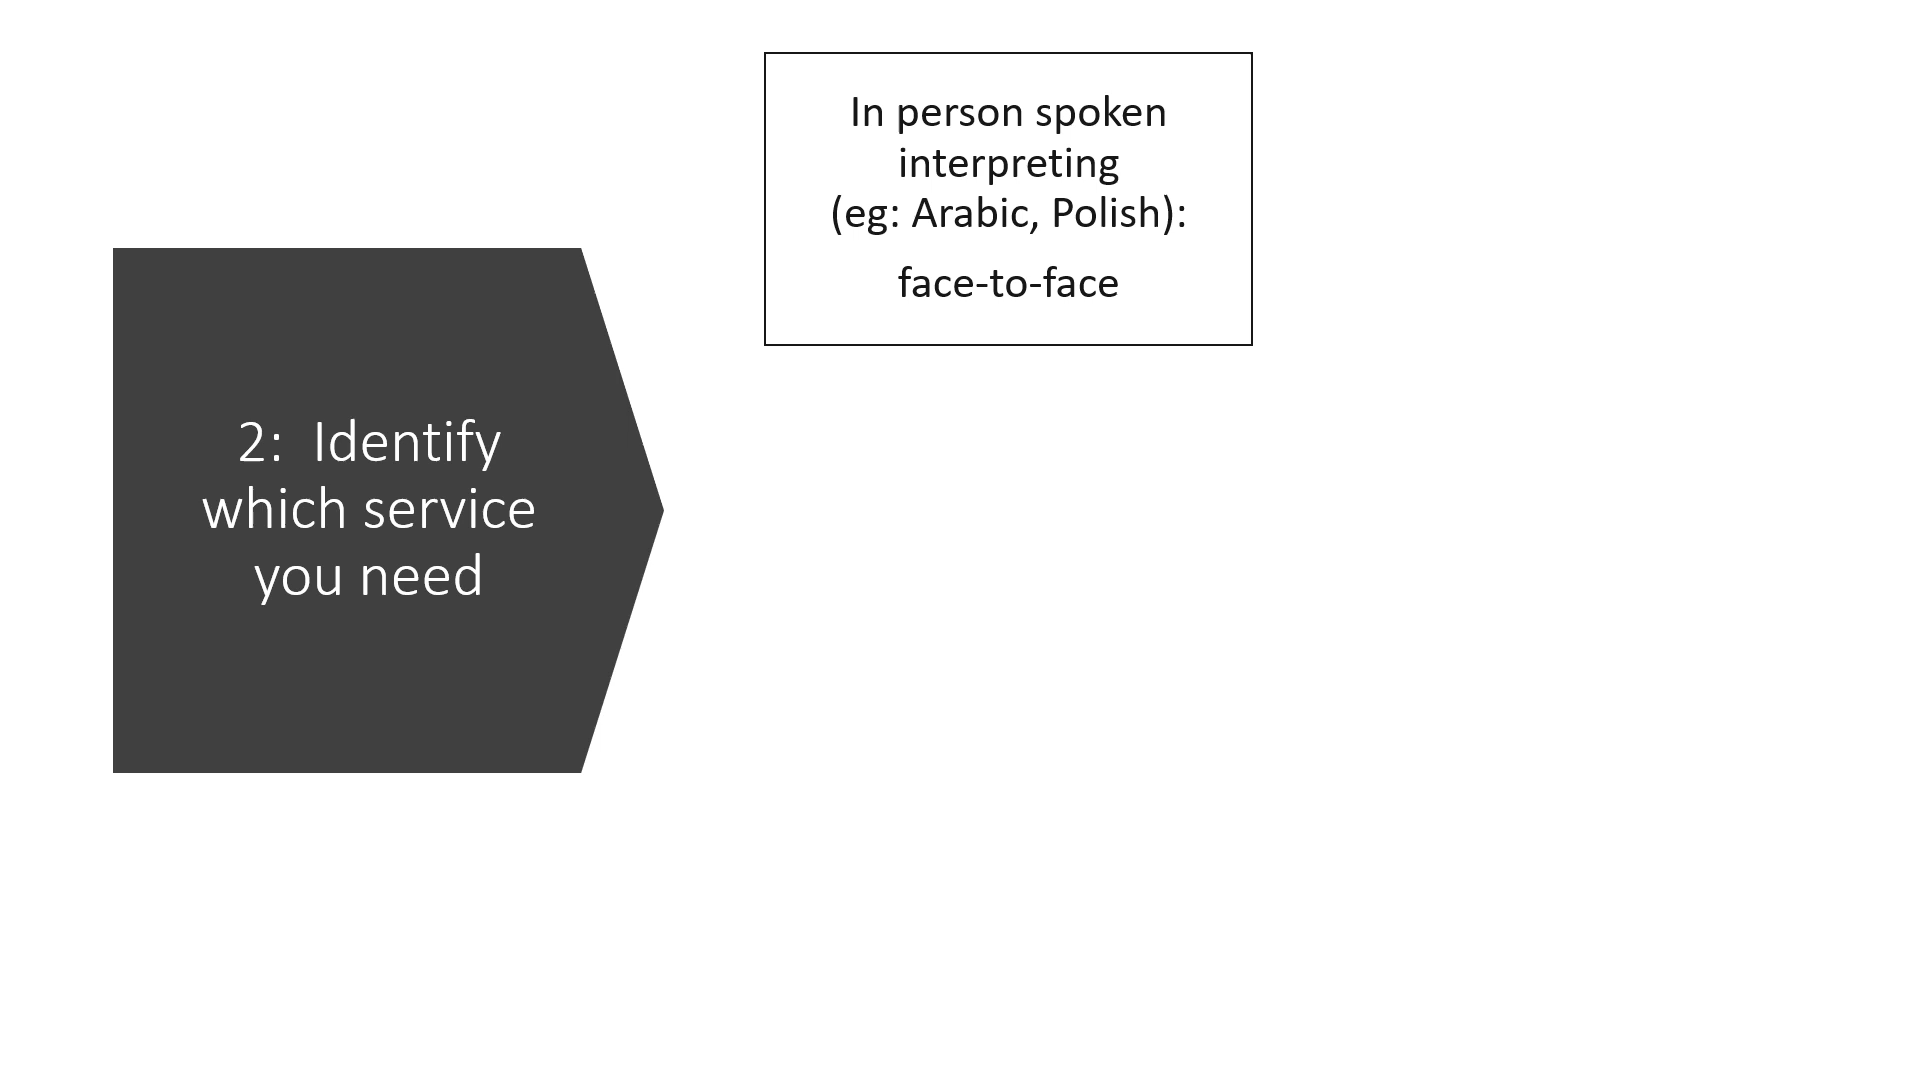 2:  Identify
which service
you need
In person spoken
interpreting
(eg: Arabic, Polish):
face-to-face